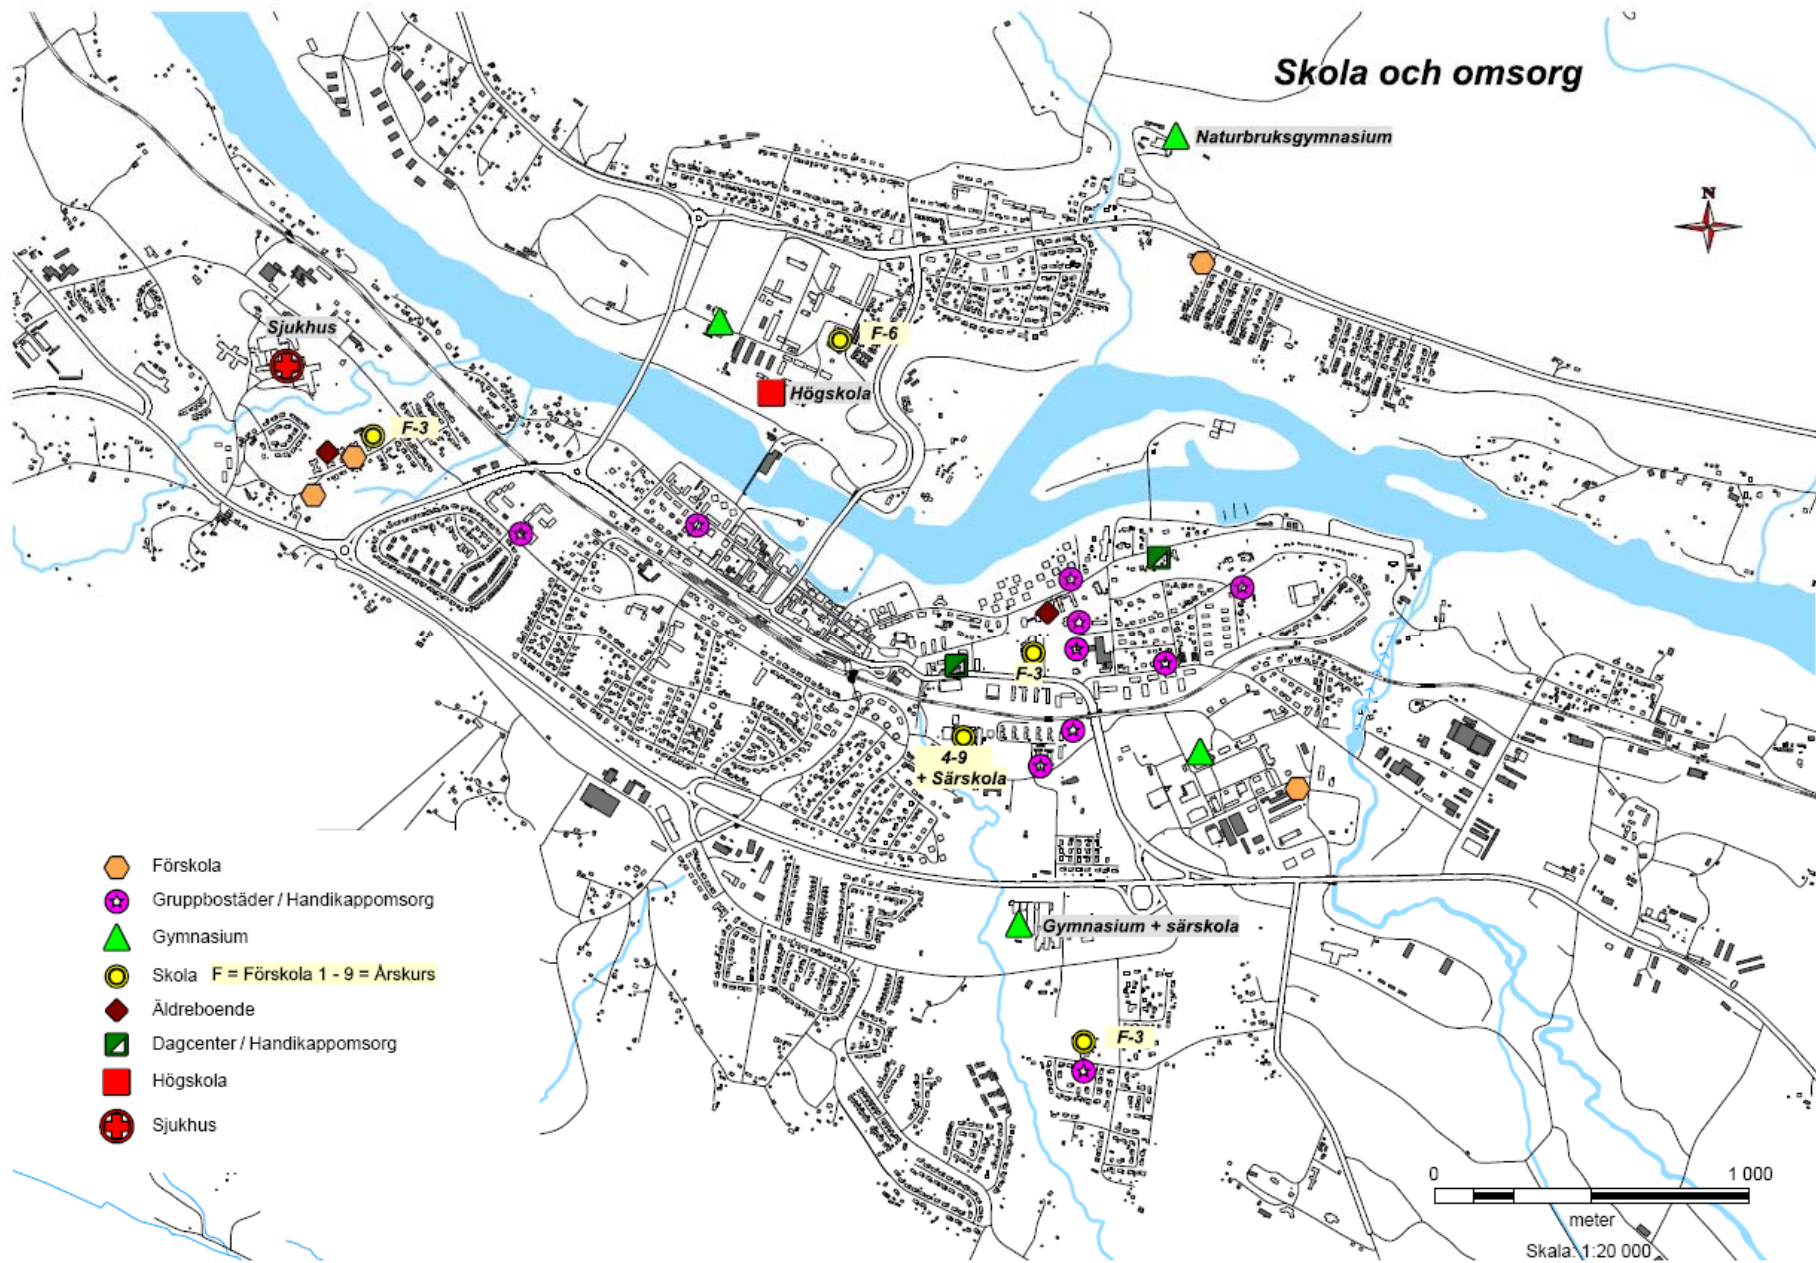 Skola och omsorg
Naturbruksgymnasium
N
Sjukhus
F-6
Högskola
F-3
F-3
4-9
+ Särskola
Gymnasium + särskola
F-3
Förskola
Gruppbostäder / Handikappomsorg
Gymnasium
Skola F = Förskola 1 - 9 = Årskurs
Äldreboende
Dagcenter / Handikappomsorg
Högskola
Sjukhus
0 1 000
meter
Skala: 1:20 000